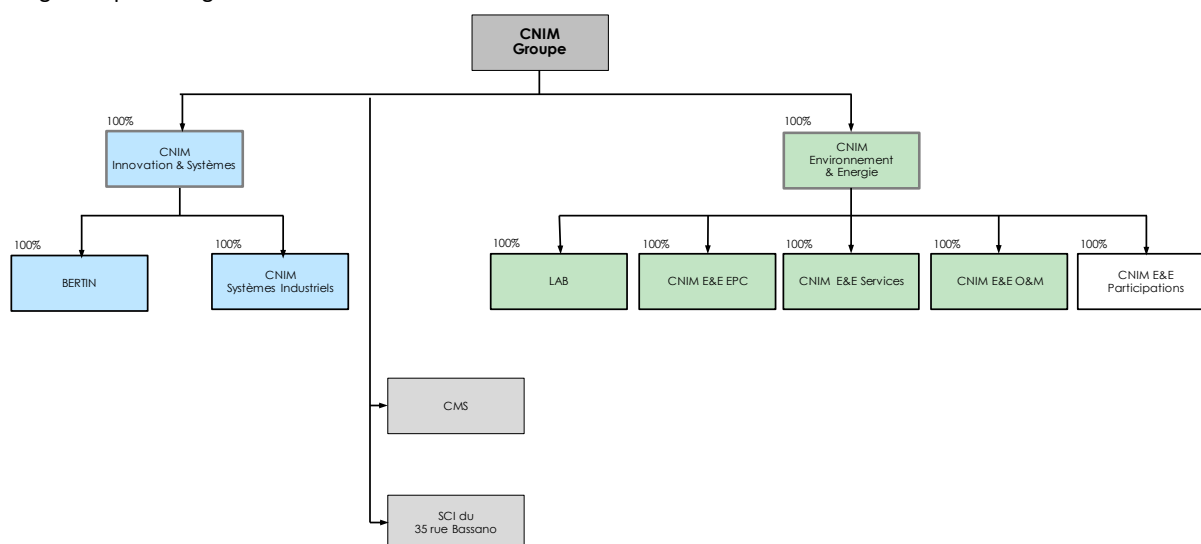 CNIM
Groupe
100%
CNIM
Innovation & Systèmes
100%
CNIM
Environnement
& Energie
100%
BERTIN
100%
CNIM
Systèmes Industriels
100%
LAB
100%
CNIM E&E EPC
100%
CNIM E&E Services
100%
CNIM E&E O&M
100%
CNIM E&E
Participations
CMS
SCI du
35 rue Bassano